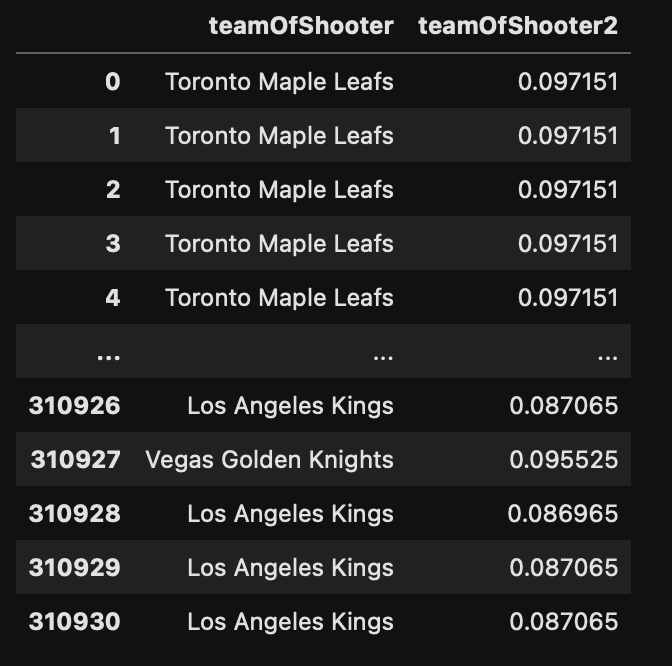 teamOfShooter teamOfShooter2
0 Toronto Maple Leafs 0.097151
1 Toronto Maple Leafs 0.097151
2 Toronto Maple Leafs 0.097151
3 Toronto Maple Leafs 0.097151
4 Toronto Maple Leafs 0.097151
... ... ...
310926 Los Angeles Kings 0.087065
310927 Vegas Golden Knights 0.095525
310928 Los Angeles Kings 0.086965
310929 Los Angeles Kings 0.087065
310930 Los Angeles Kings 0.087065